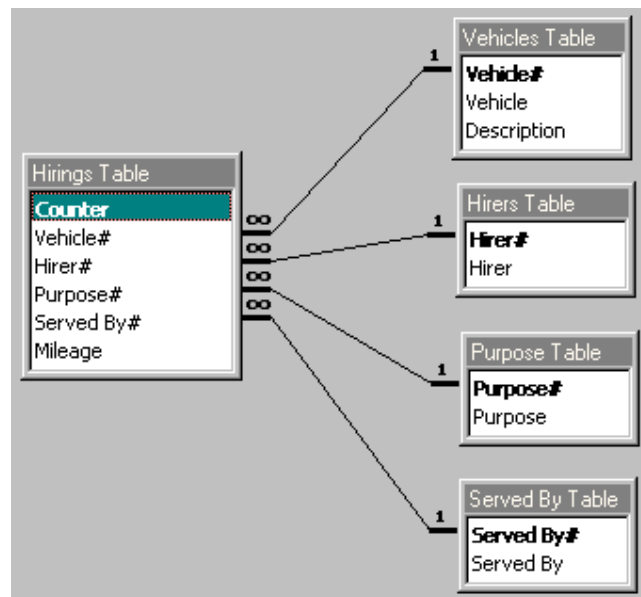 Hirings Table
Counter
Vehicle#
Hirer#
Purpose#
Served By#
Mileage
∞
∞
∞
∞
1
Vehicles Table
Vehicle#
Vehicle
Description
1
Hirers Table
Hirer#
Hirer
1
Purpose Table
Purpose#
Purpose
1
Served By Table
Served By#
Served By